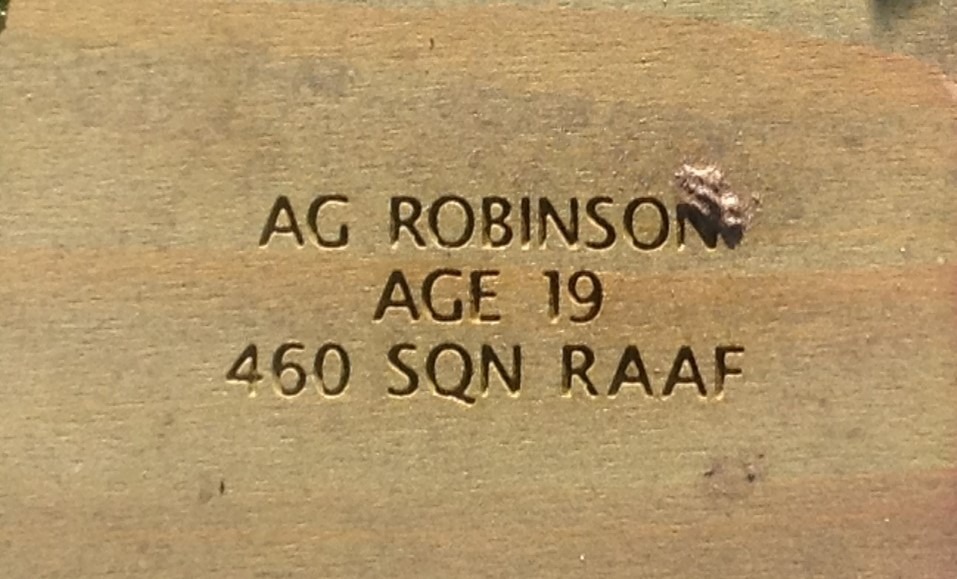 AG ROBINSON
AGE 19
460 SQN RAAF